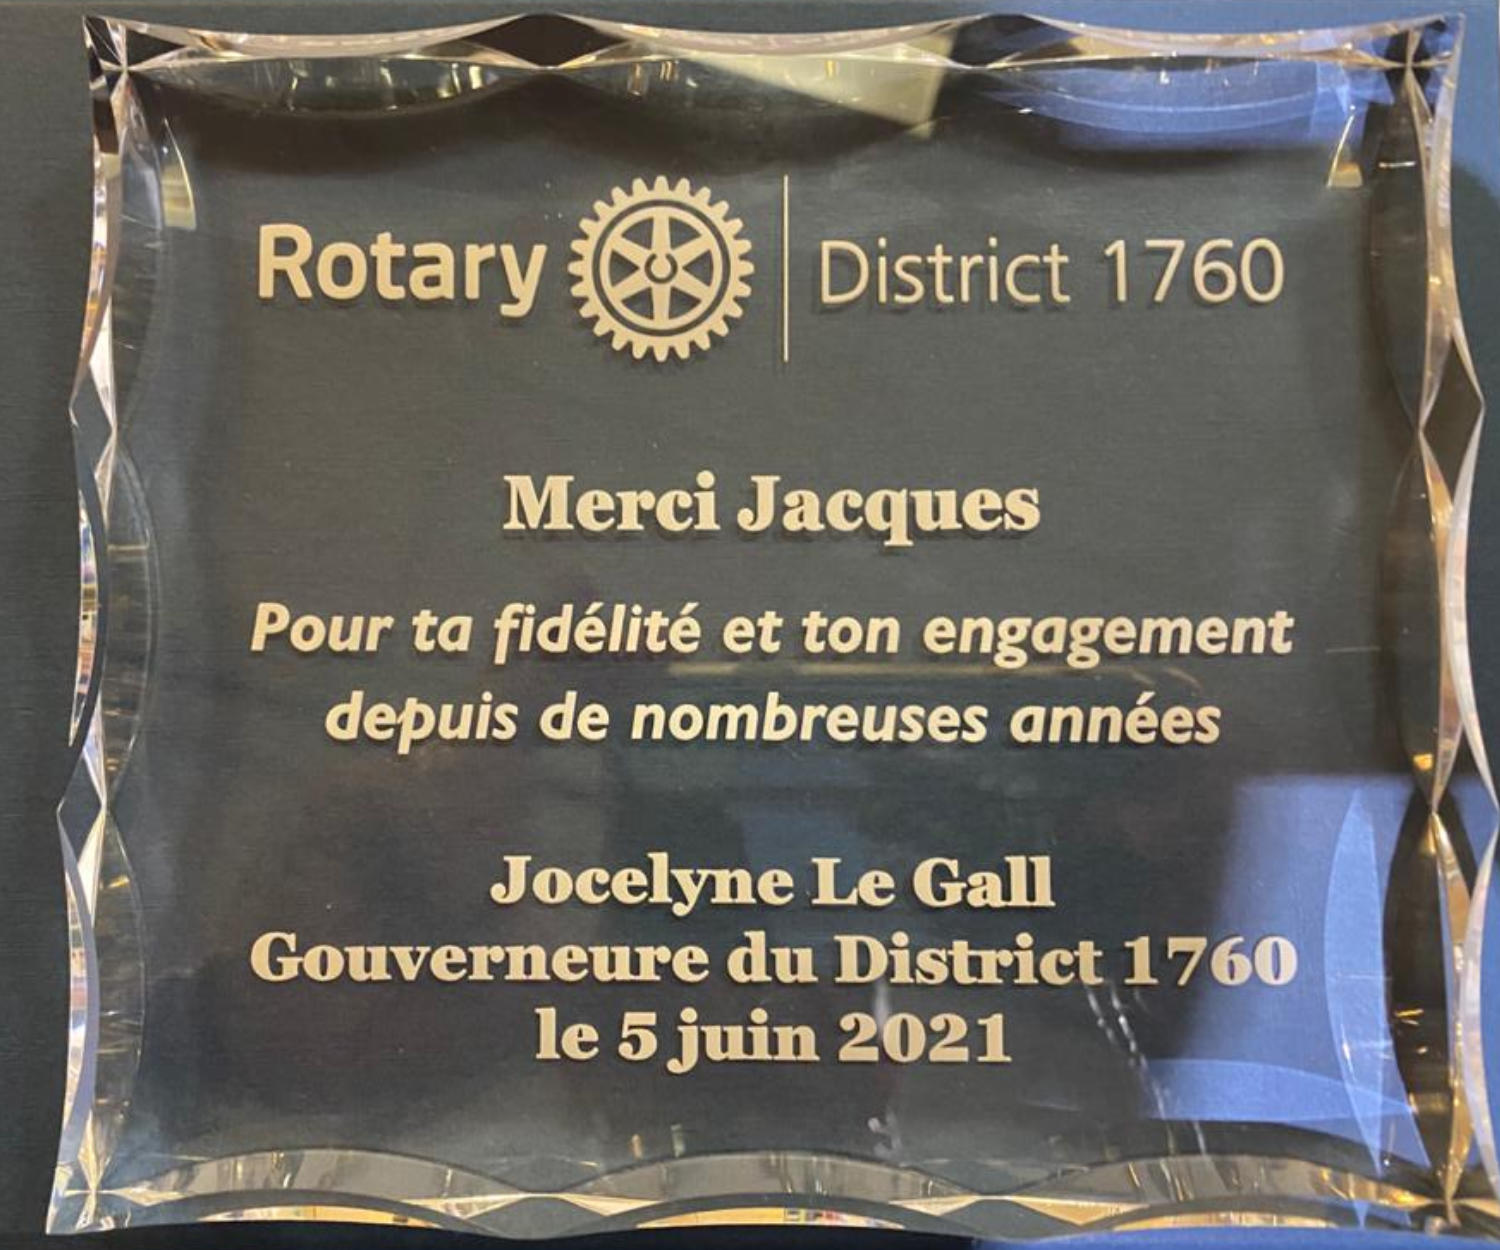 Rotary District 1760
Merci Jacques
Pour ta fidélité et ton engagement
depuis de nombreuses années
Jocelyne Le Gall
Gouverneure du District 1760
le 5 juin 2021